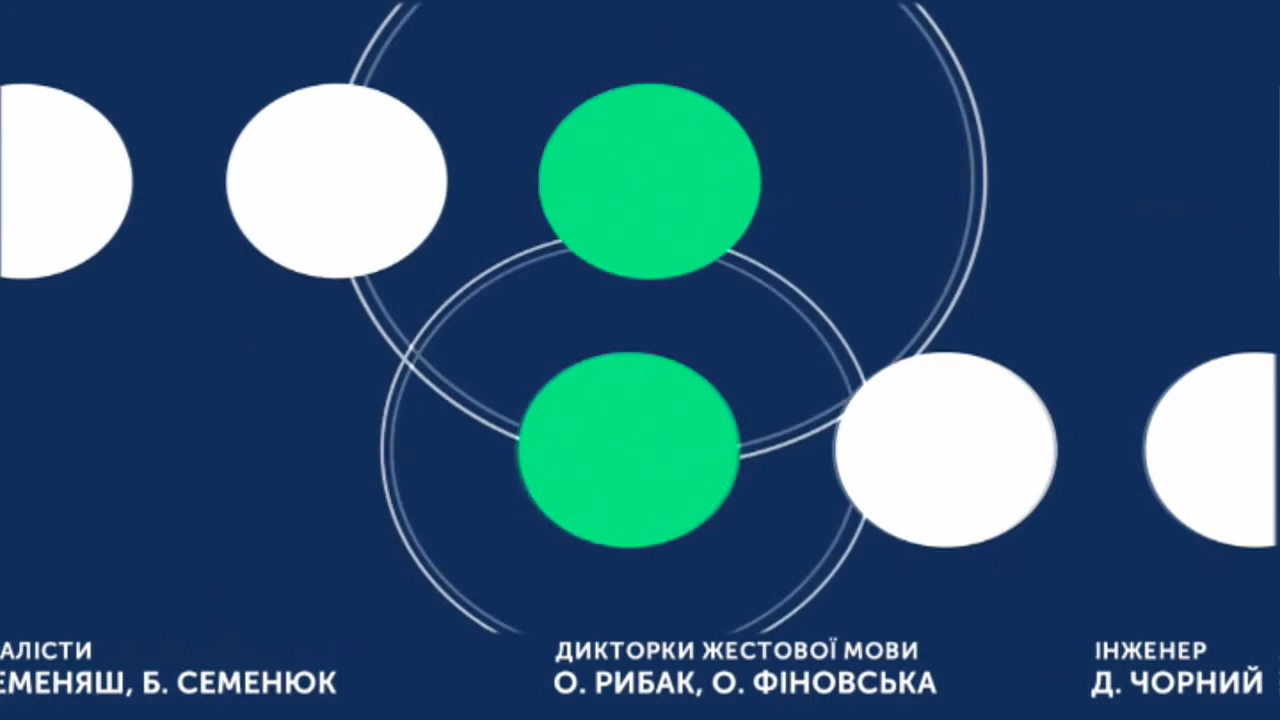 АЛІСТИ
ЕМЕНЯШ, Б. СЕМЕНЮК
ДИКТОРКИ ЖЕСТОВОЇ МОВИ
О. РИБАК, О. ФІНОВСЬКА
ІНЖЕНЕР
Д. ЧОРНИЙ